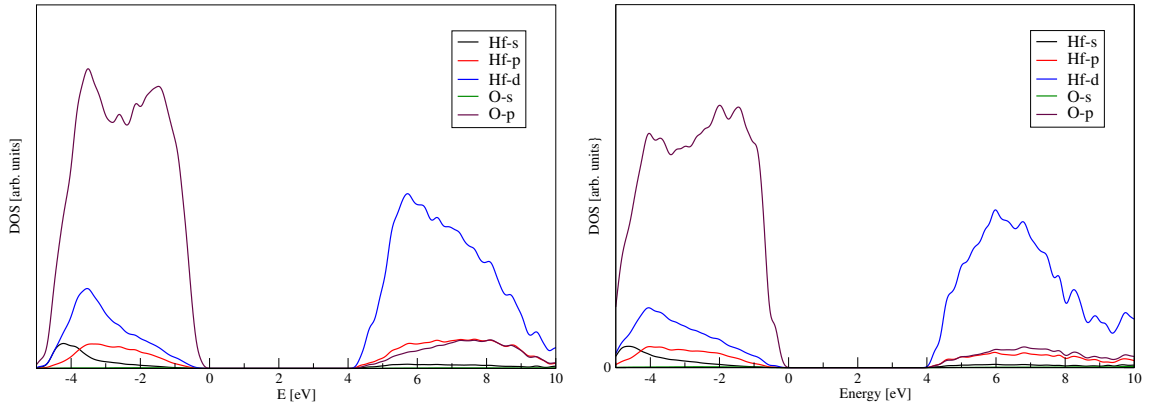 Hf-s
Hf-p
Hf-d
O-s
O-p
DOS [arb. units]
-4 -2 0 2 4 6 8 10
E [eV]
Hf-s
Hf-p
Hf-d
O-s
O-p
DOS [arb. units}
0
-4 -2 0 2 4 6 8 10
Energy [eV]